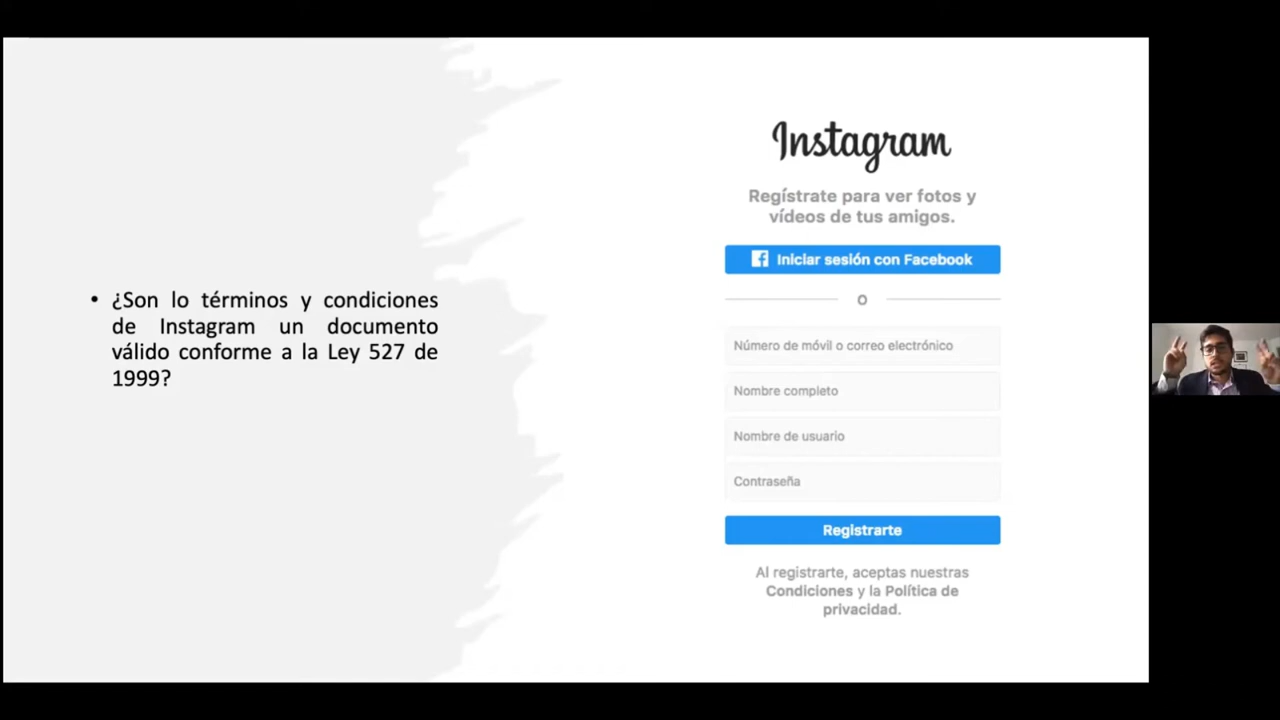 • ¿Son lo términos y condiciones
de Instagram un documento
válido conforme a la Ley 527 de
1999?
Instagram
Regístrate para ver fotos y
vídeos de tus amigos.
Iniciar sesión con Facebook
O
Número de móvil o correo electrónico
Nombre completo
Nombre de usuario
Contraseña
Registrarte
Al registrarte, aceptas nuestras
Condiciones y la Política de
privacidad.